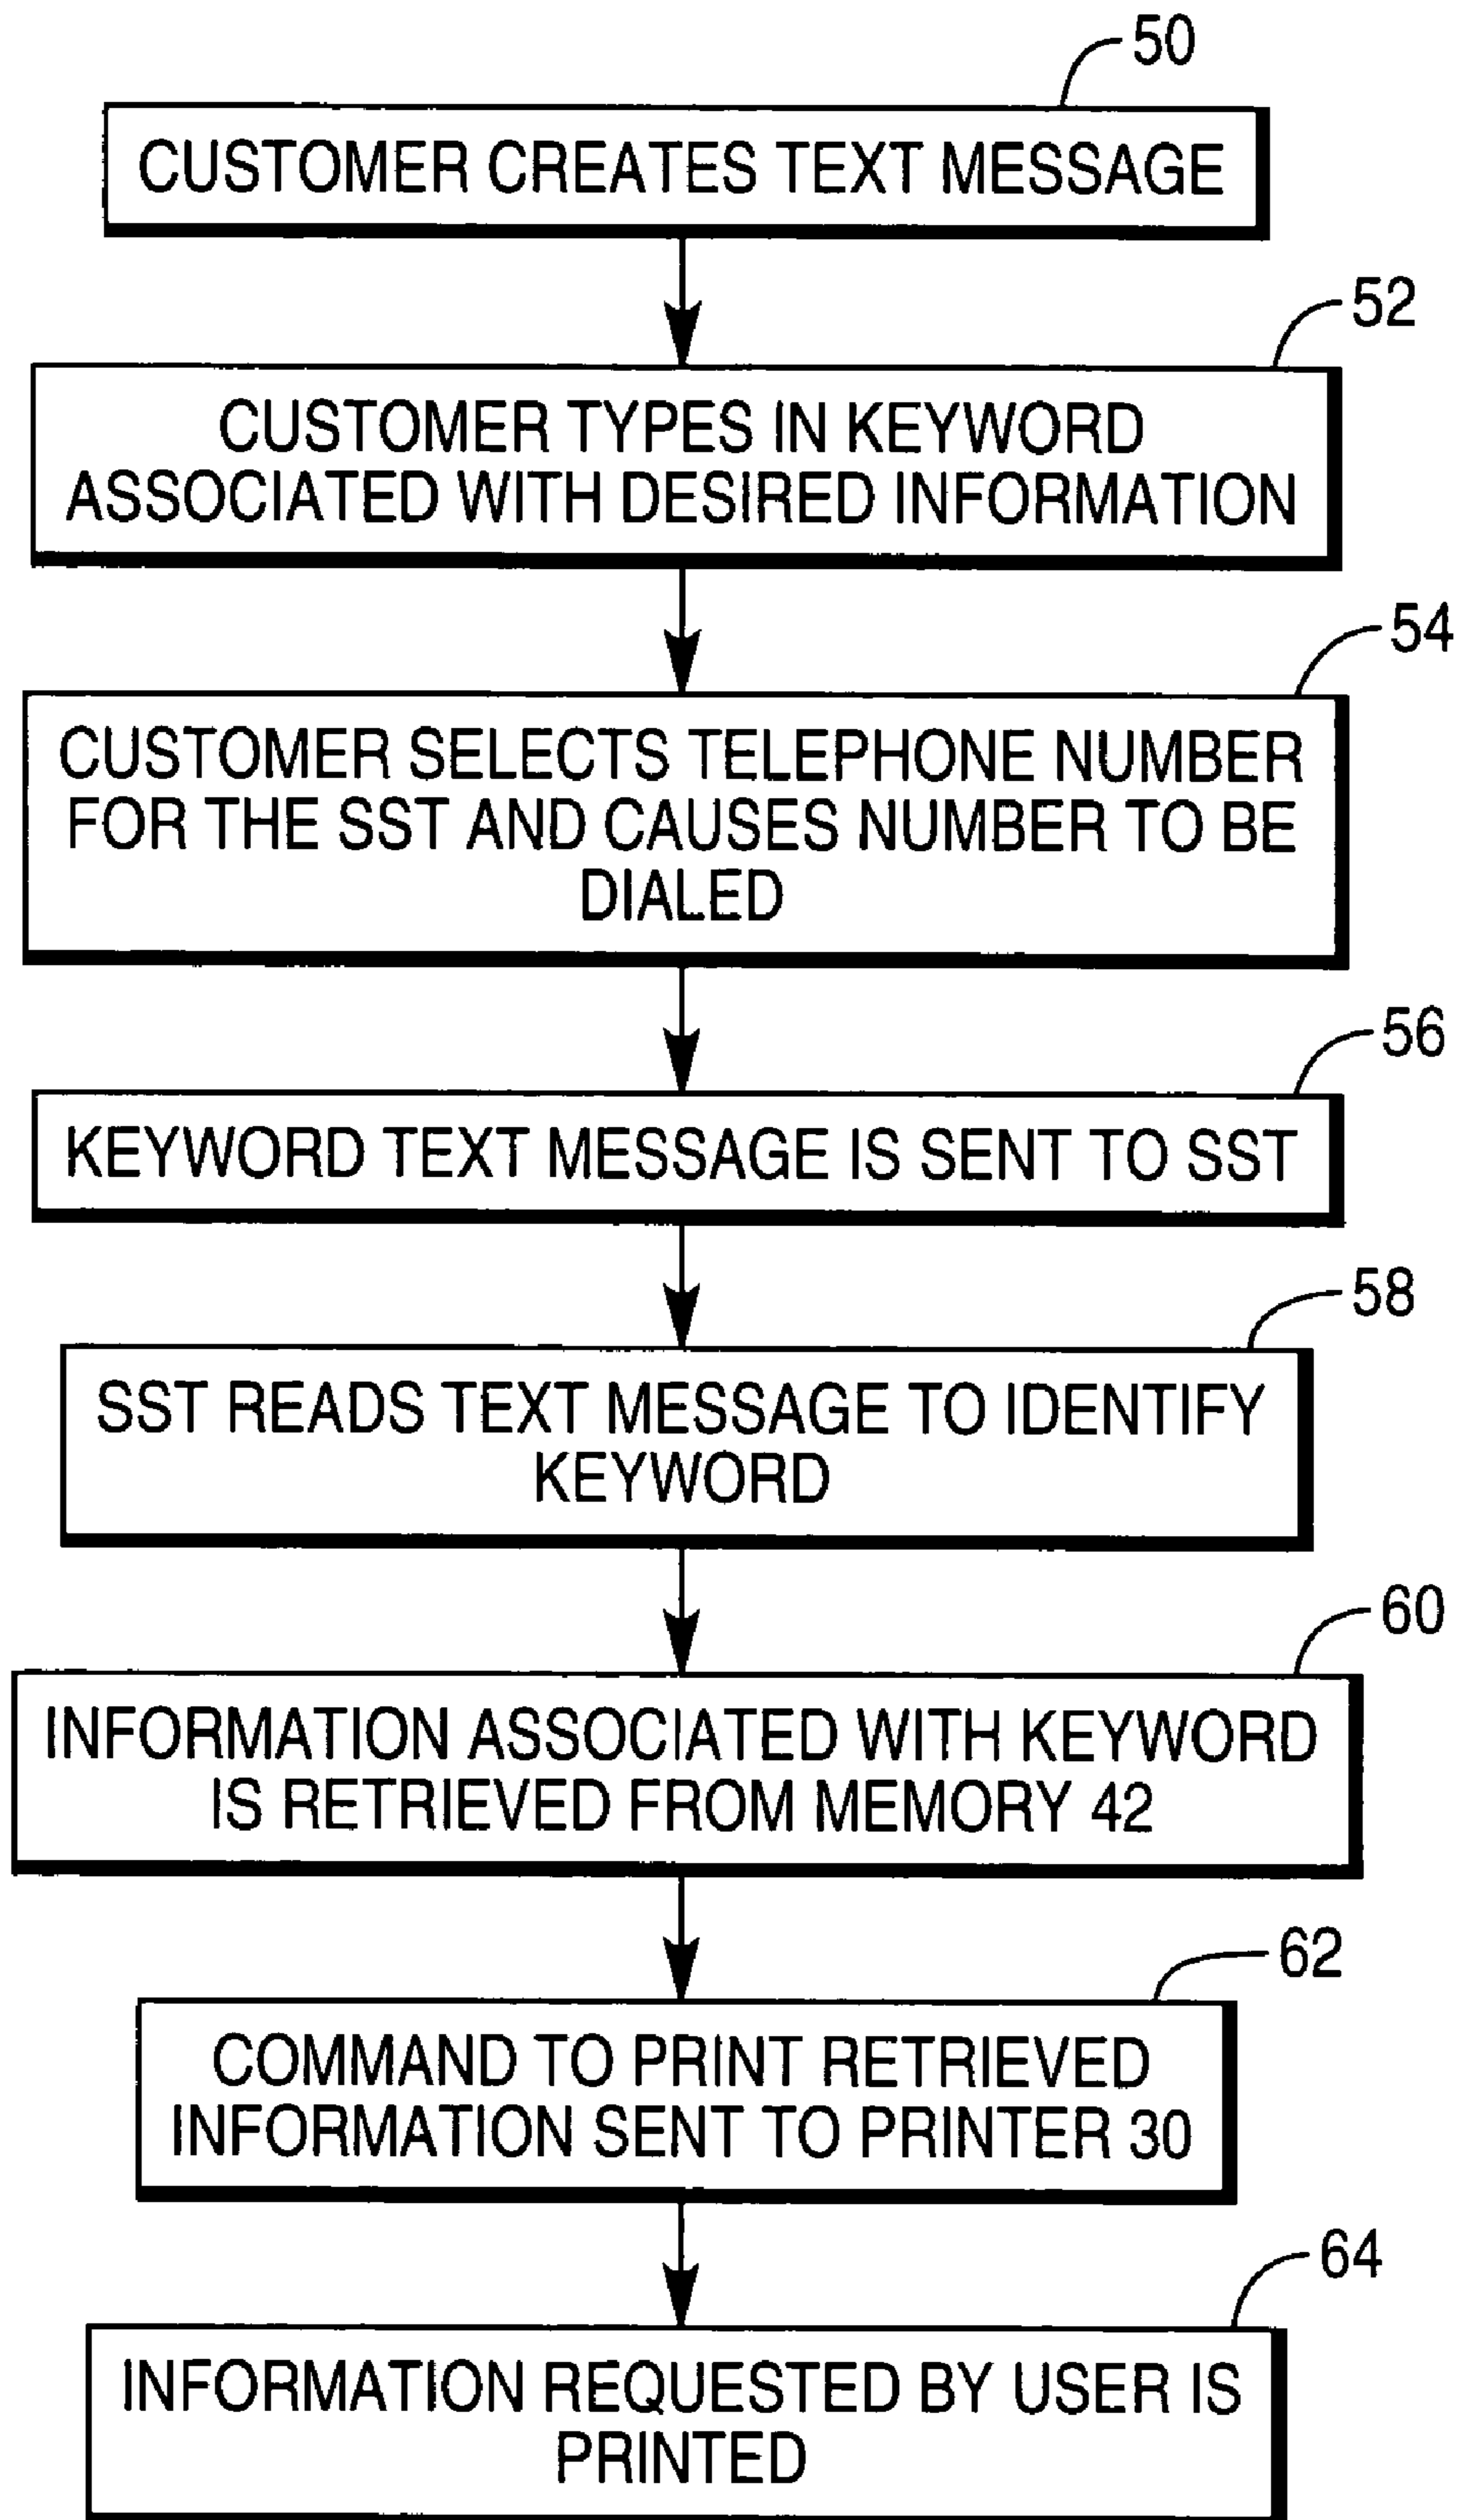 50
CUSTOMER CREATES TEXT MESSAGE
52
CUSTOMER TYPES IN KEYWORD
ASSOCIATED WITH DESIRED INFORMATION
54
CUSTOMER SELECTS TELEPHONE NUMBER
FOR THE SST AND CAUSES NUMBER TO BE
DIALED
56
KEYWORD TEXT MESSAGE IS SENT TO SST
58
SST READS TEXT MESSAGE TO IDENTIFY
KEYWORD
60
INFORMATION ASSOCIATED WITH KEYWORD
IS RETRIEVED FROM MEMORY 42
62
COMMAND TO PRINT RETRIEVED
INFORMATION SENT TO PRINTER 30
64
INFORMATION REQUESTED BY USER IS
PRINTED